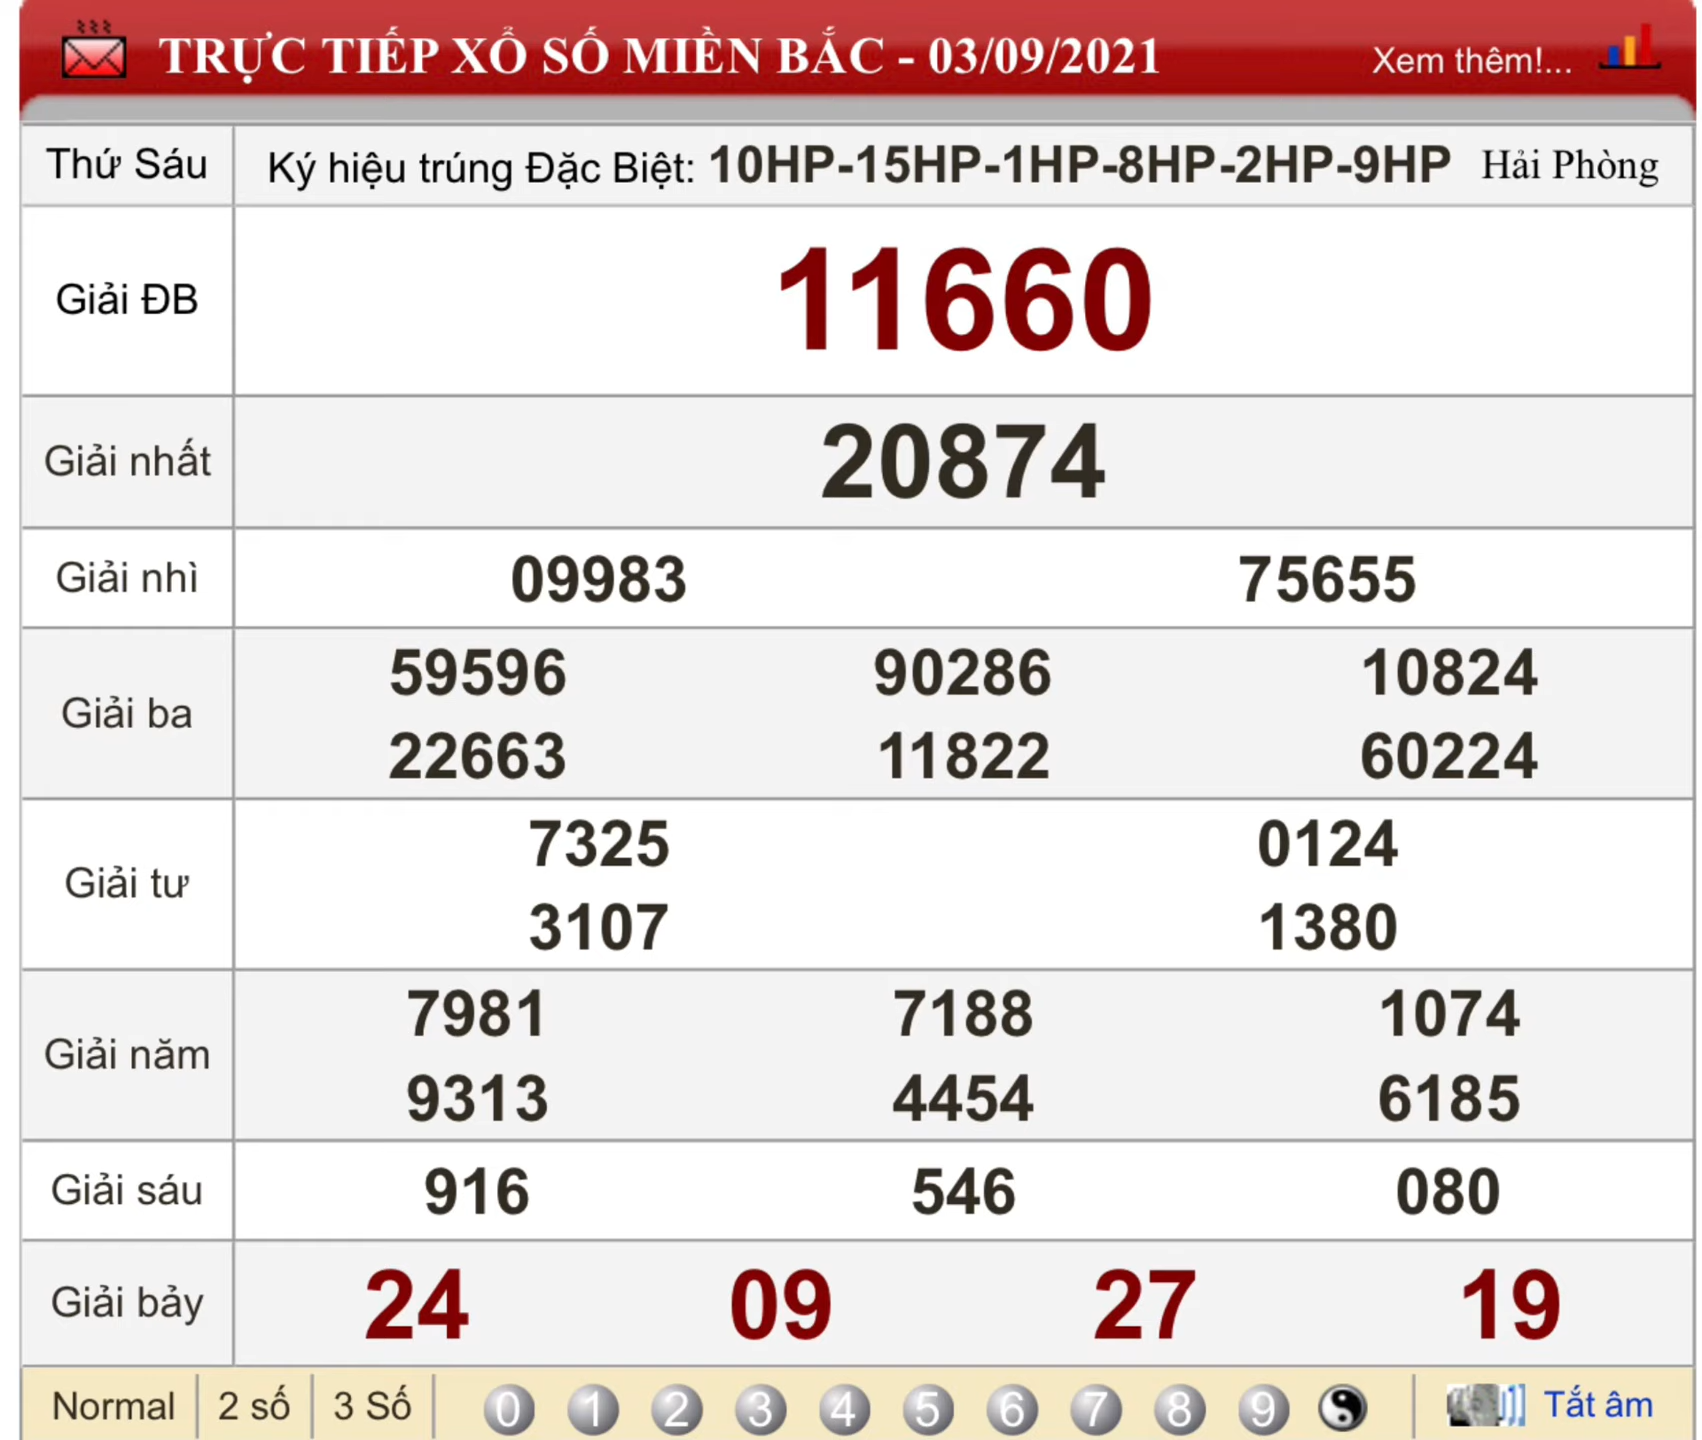 TRỰC TIẾP XỔ SỐ MIỀN BẮC - 03/09/2021 Xem thêm!...
Thứ Sáu Ký hiệu trúng Đặc Biệt: 10HP-15HP-1HP-8HP-2HP-9HP Hải Phòng
Giải ĐB 11660
Giải nhất 20874
Giải nhì 09983 75655
Giải ba
59596 90286 10824
22663 11822 60224
Giải tư
7325 0124
3107 1380
Giải năm
7981 7188 1074
9313 4454 6185
Giải sáu 916 546 080
Giải bảy 24 09 27 19
Normal 2 số 3 Số 0 1 2 3 4 5 6 7 8 9 Tắt âm